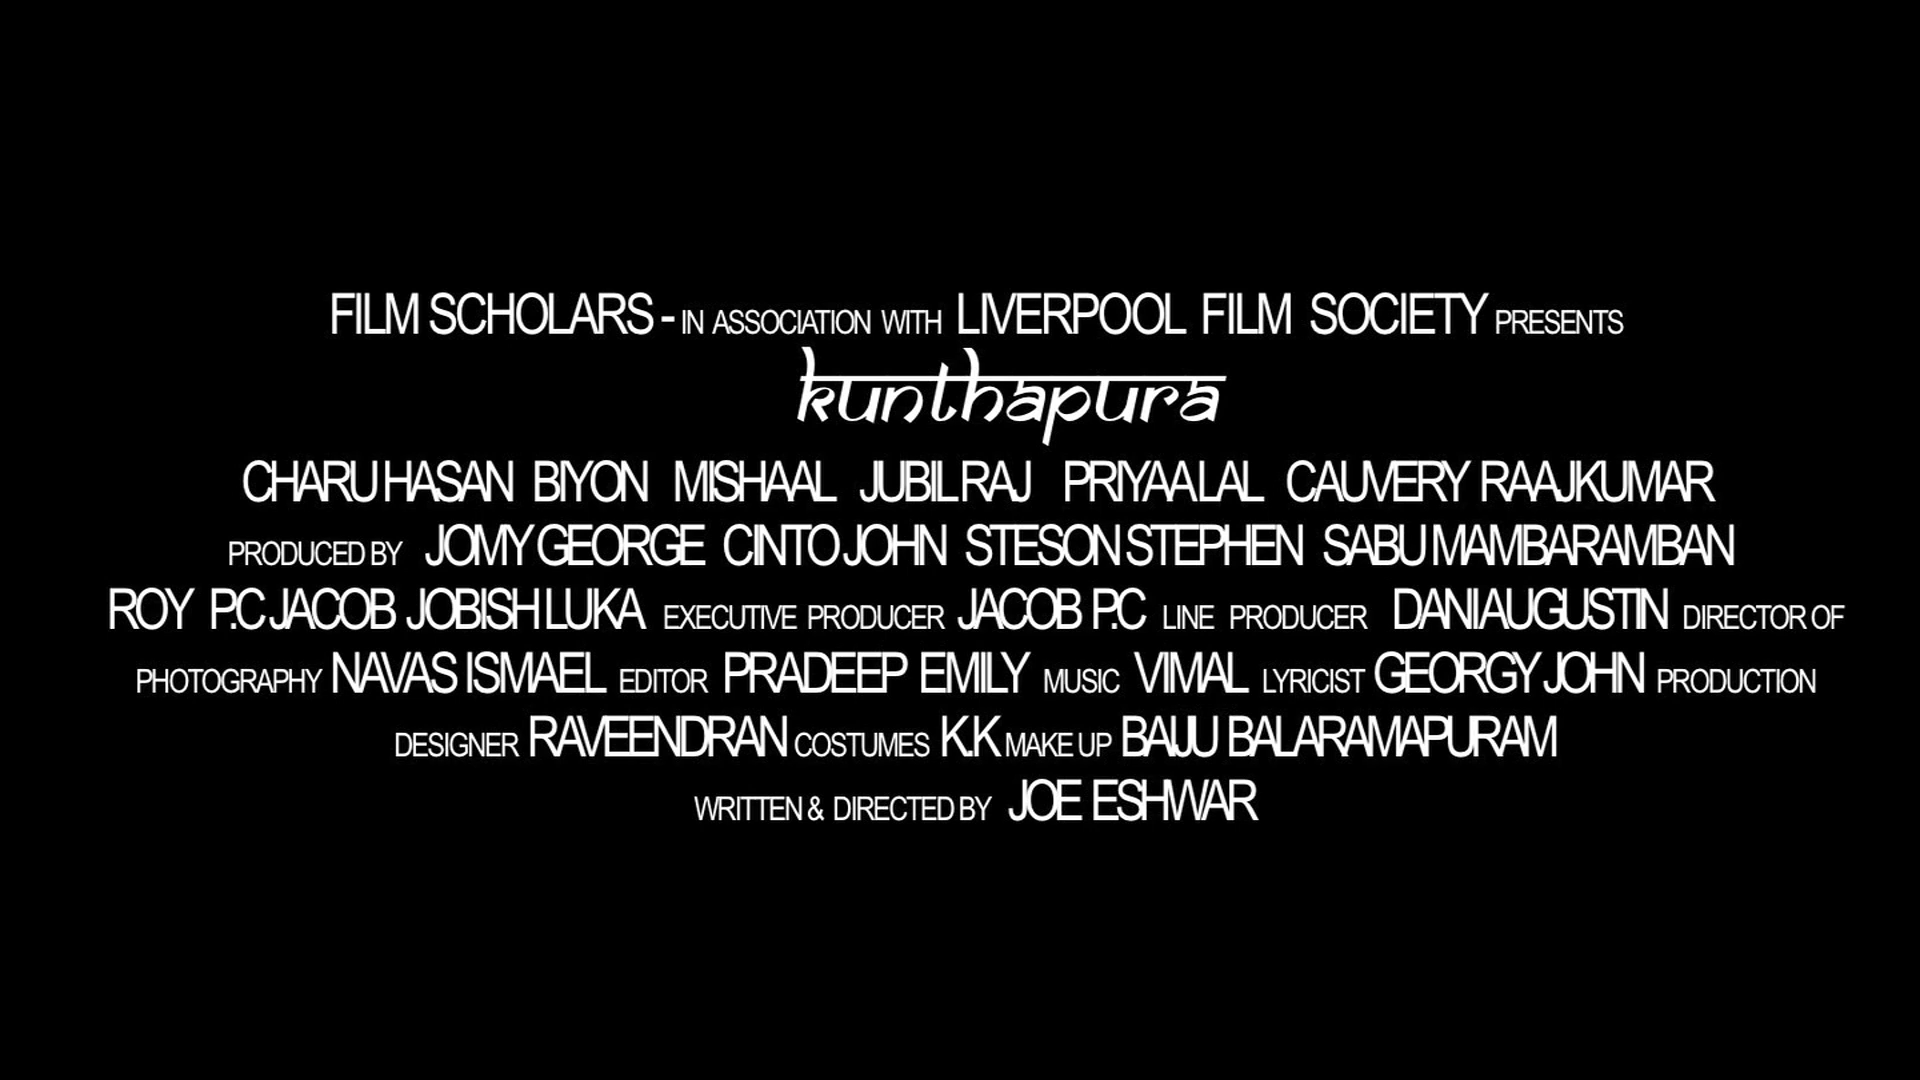 FILM SCHOLARS - IN ASSOCIATION WITH LIVERPOOL FILM SOCIETY PRESENTS
kunthapura
CHARU HASAN BIYON MISHAAL JUBIL RAJ PRIYAA LAL CAUVERY RAAJKUMAR
PRODUCED BY JOMY GEORGE CINTO JOHN STESON STEPHEN SABU MAMBARAMBAN
ROY P.C JACOB JOBISH LUKA EXECUTIVE PRODUCER JACOB P.C LINE PRODUCER DANI AUGUSTIN DIRECTOR OF
PHOTOGRAPHY NAVAS ISMAEL EDITOR PRADEEP EMILY MUSIC VIMAL LYRICIST GEORGY JOHN PRODUCTION
DESIGNER RAVEENDRAN COSTUMES K.K MAKE UP BAIJU BALARAMAPURAM
WRITTEN & DIRECTED BY JOE ESHWAR